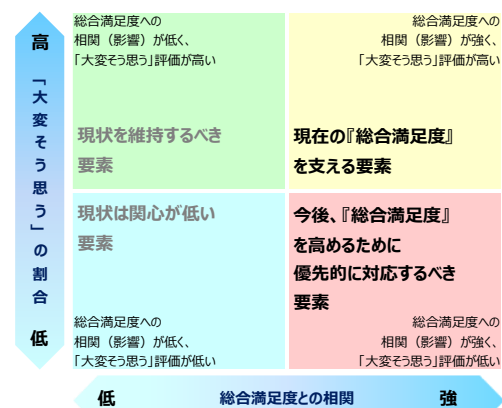 高
「大変そう思う」の割合
低
総合満足度への
相関（影響）が低く、
「大変そう思う」評価が高い
現状を維持するべき
要素
総合満足度への
相関（影響）が強く、
「大変そう思う」評価が高い
現在の『総合満足度』
を支える要素
現状は関心が低い
要素
総合満足度への
相関（影響）が低く、
「大変そう思う」評価が低い
今後、『総合満足度』
を高めるために
優先的に対応するべき
要素
総合満足度への
相関（影響）が強く、
「大変そう思う」評価が低い
低
総合満足度との相関
強